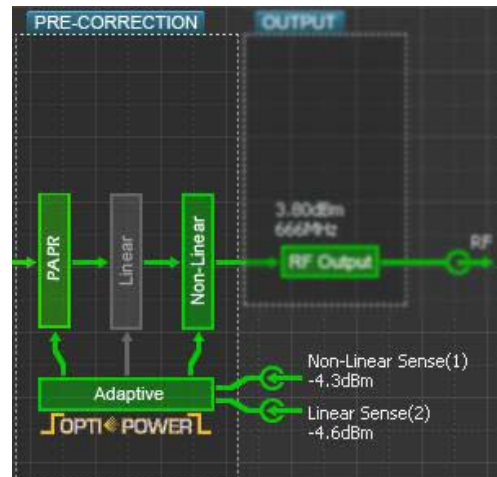 PRE-CORRECTION
OUTPUT
3.80dBm
666MHz
PAPR
Linear
Non-Linear
RF Output
RF
Adaptive
OPTI POWER
Non-Linear Sense(1)
-4.3dBm
Linear Sense(2)
-4.6dBm